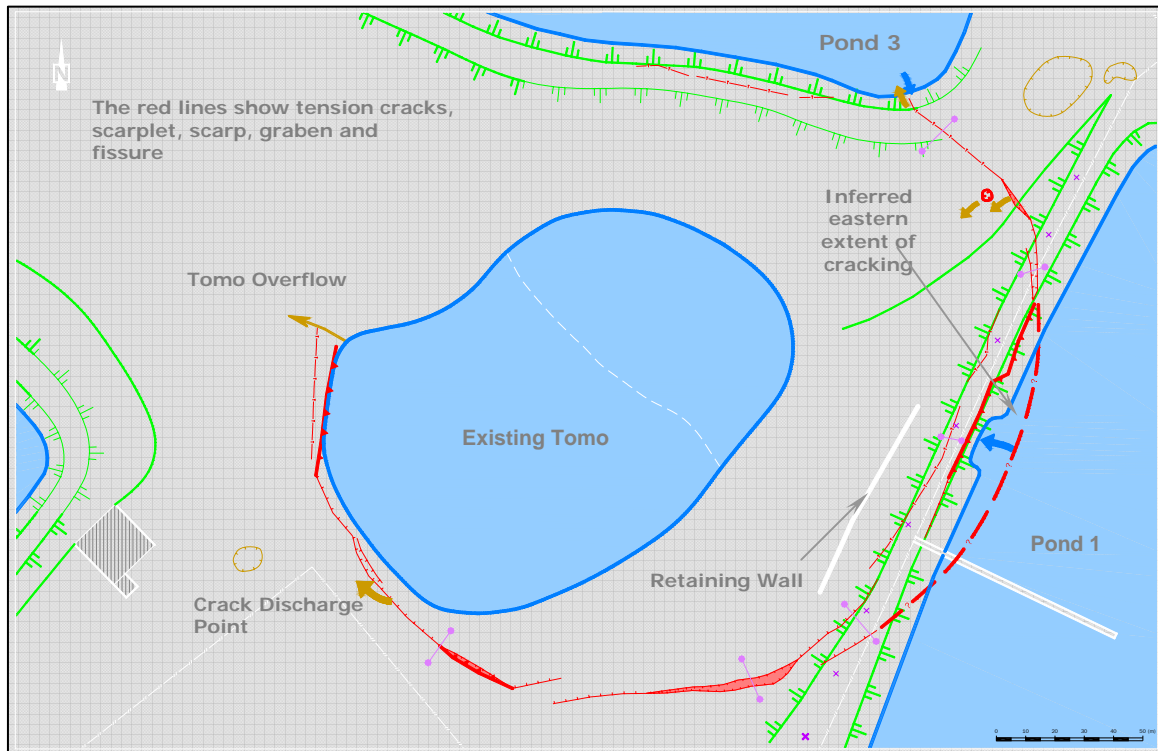 Pond 3
N
The red lines show tension cracks,
scarplet, scarp, graben and
fissure
Inferred
eastern
extent of
cracking
Tomo Overflow
Existing Tomo
Pond 1
Retaining Wall
Crack Discharge
Point
? ? ? ? ?
0 10 20 30 40 50 (m)